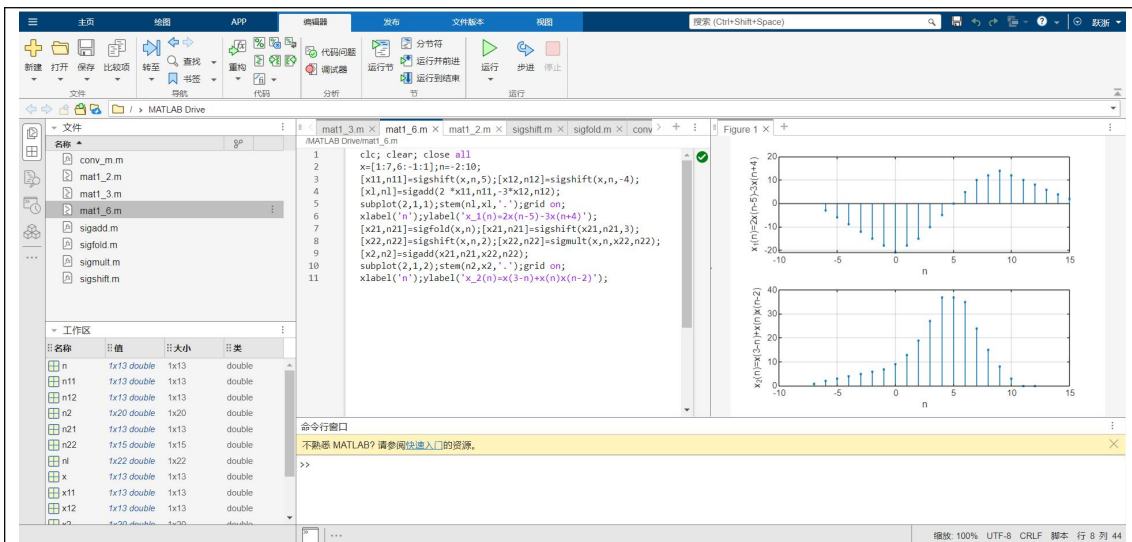 主页 绘图 APP 编辑器 发布 文件版本 视图 搜索 (Ctrl+Shift+Space)
新建 打开 保存 比较项 转至 查找 书签 重构 代码问题 调试器 运行节 分节符 运行并前进 运行到结束 运行 步进 停止
文件 导航 代码 分析 节 运行
/ › MATLAB Drive
文件
名称
conv_m.m
mat1_2.m
mat1_3.m
mat1_6.m
sigadd.m
sigfold.m
sigmult.m
sigshift.m
工作区
名称 值 大小 类
n 1x13 double 1x13 double
n11 1x13 double 1x13 double
n12 1x13 double 1x13 double
n2 1x20 double 1x20 double
n21 1x13 double 1x13 double
n22 1x15 double 1x15 double
nl 1x22 double 1x22 double
x 1x13 double 1x13 double
x11 1x13 double 1x13 double
x12 1x13 double 1x13 double
x2 1x20 double 1x20 double
mat1_3.m × mat1_6.m × mat1_2.m × sigshift.m × sigfold.m × conv
/MATLAB Drive/mat1_6.m
1 clc; clear; close all
2 x=[1:7,6:-1:1];n=-2:10;
3 [x11,n11]=sigshift(x,n,5);[x12,n12]=sigshift(x,n,-4);
4 [xl,nl]=sigadd(2 *x11,n11,-3*x12,n12);
5 subplot(2,1,1);stem(nl,xl,'.');grid on;
6 xlabel('n');ylabel('x_1(n)=2x(n-5)-3x(n+4)');
7 [x21,n21]=sigfold(x,n);[x21,n21]=sigshift(x21,n21,3);
8 [x22,n22]=sigshift(x,n,2);[x22,n22]=sigmult(x,n,x22,n22);
9 [x2,n2]=sigadd(x21,n21,x22,n22);
10 subplot(2,1,2);stem(n2,x2,'.');grid on;
11 xlabel('n');ylabel('x_2(n)=x(3-n)+x(n)x(n-2)');
Figure 1 ×
x1(n)=2x(n-5)-3x(n+4)
20
10
0
-10
-20
-10 -5 0 5 10 15
n
x2(n)=x(3-n)+x(n)x(n-2)
40
30
20
10
0
-10 -5 0 5 10 15
n
命令行窗口
不熟悉 MATLAB? 请参阅快速入门的资源。
>>
缩放: 100% UTF-8 CRLF 脚本 行 8 列 44